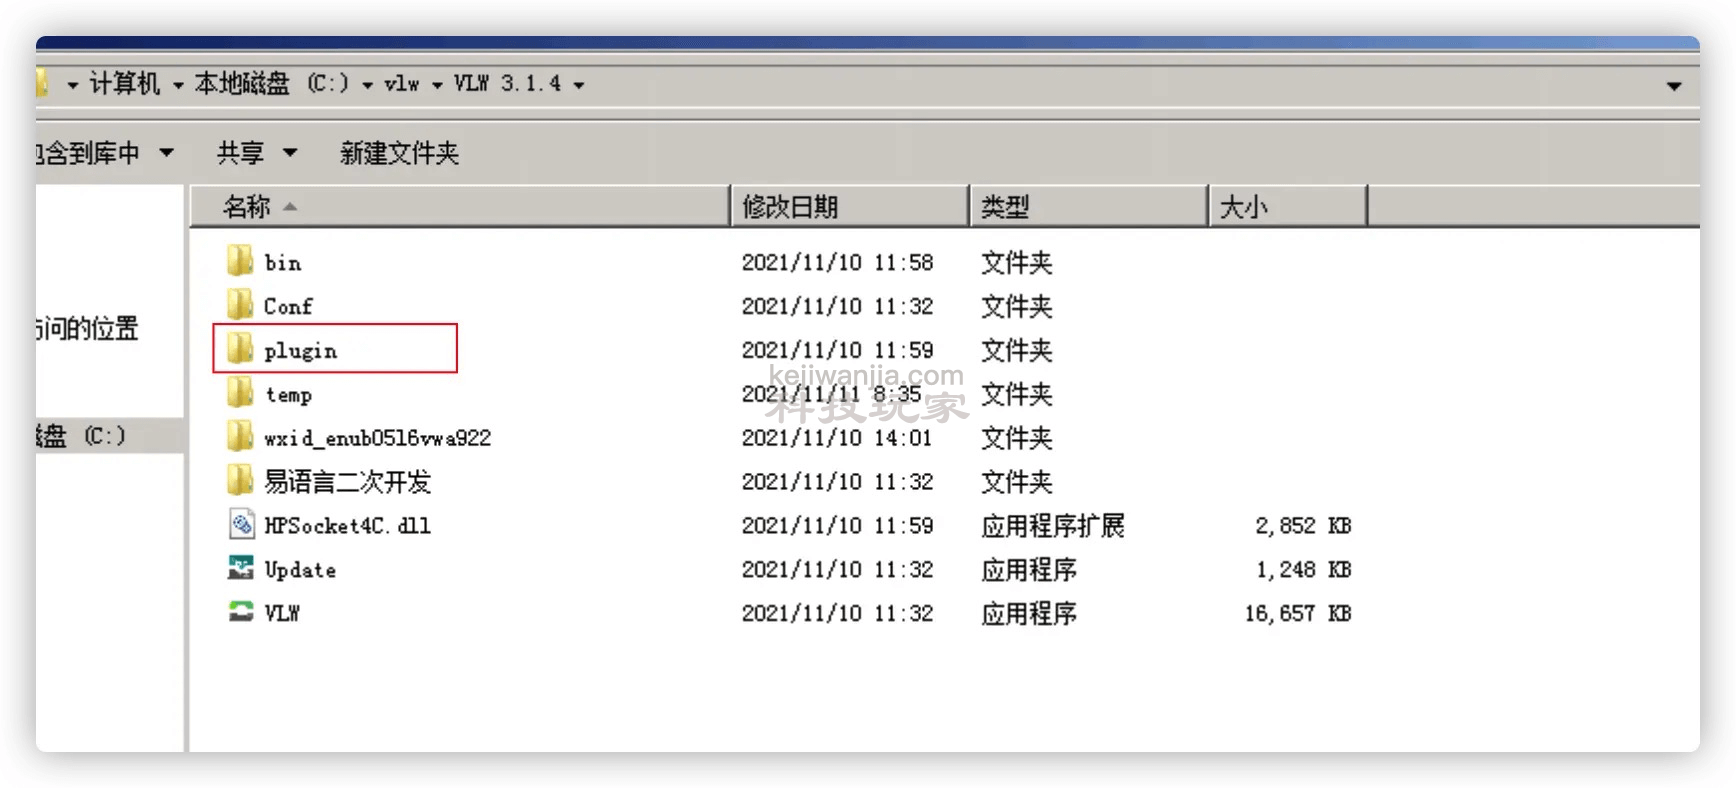 计算机 本地磁盘 (C:) vlw VLW 3.1.4
包含到库中 共享 新建文件夹
名称 修改日期 类型 大小
bin 2021/11/10 11:58 文件夹
Conf 2021/11/10 11:32 文件夹
访问的位置
plugin 2021/11/10 11:59 文件夹
kejiwanjia.com
temp 2021/11/11 8:35 文件夹
科技玩家
磁盘 (C:)
wxid_enub0516vwa922 2021/11/10 14:01 文件夹
易语言二次开发 2021/11/10 11:32 文件夹
HPSocket4C.dll 2021/11/10 11:59 应用程序扩展 2,852 KB
Update 2021/11/10 11:32 应用程序 1,248 KB
VLW 2021/11/10 11:32 应用程序 16,657 KB